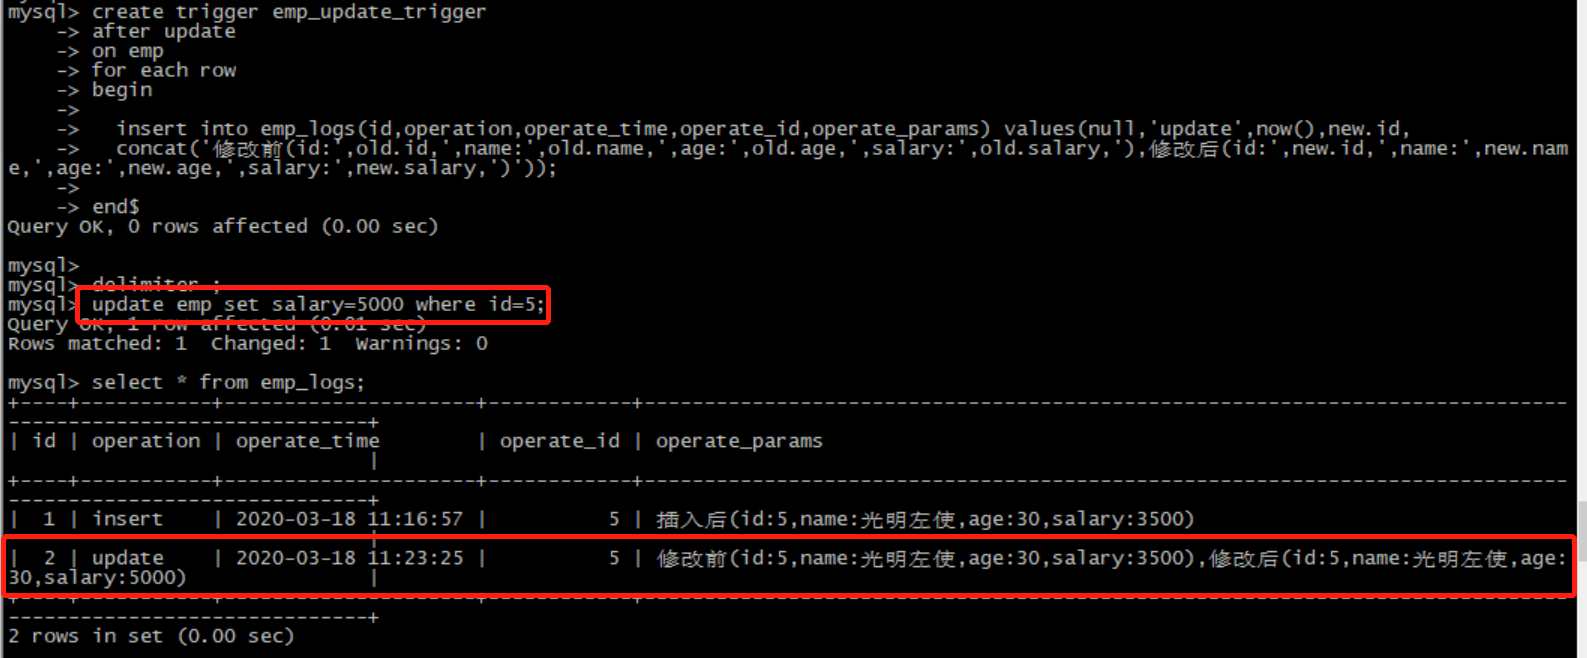 mysql> create trigger emp_update_trigger
    -> after update
    -> on emp
    -> for each row
    -> begin
    ->
    ->   insert into emp_logs(id,operation,operate_time,operate_id,operate_params) values(null,'update',now(),new.id,
    ->   concat('修改前(id:',old.id,',name:',old.name,',age:',old.age,',salary:',old.salary,'),修改后(id:',new.id,',name:',new.nam
e,',age:',new.age,',salary:',new.salary,')'));
    ->
    -> end$
Query OK, 0 rows affected (0.00 sec)

mysql>
mysql> delimiter ;
mysql> update emp set salary=5000 where id=5;
Query OK, 1 row affected (0.01 sec)
Rows matched: 1  Changed: 1  Warnings: 0

mysql> select * from emp_logs;
+----+-----------+---------------------+------------+-----------------------------------------------------------------------------
------------------------------+
| id | operation | operate_time        | operate_id | operate_params
                              |
+----+-----------+---------------------+------------+-----------------------------------------------------------------------------
------------------------------+
|  1 | insert    | 2020-03-18 11:16:57 |          5 | 插入后(id:5,name:光明左使,age:30,salary:3500)
                              |
|  2 | update    | 2020-03-18 11:23:25 |          5 | 修改前(id:5,name:光明左使,age:30,salary:3500),修改后(id:5,name:光明左使,age:
30,salary:5000)               |
+----+-----------+---------------------+------------+-----------------------------------------------------------------------------
------------------------------+
2 rows in set (0.00 sec)